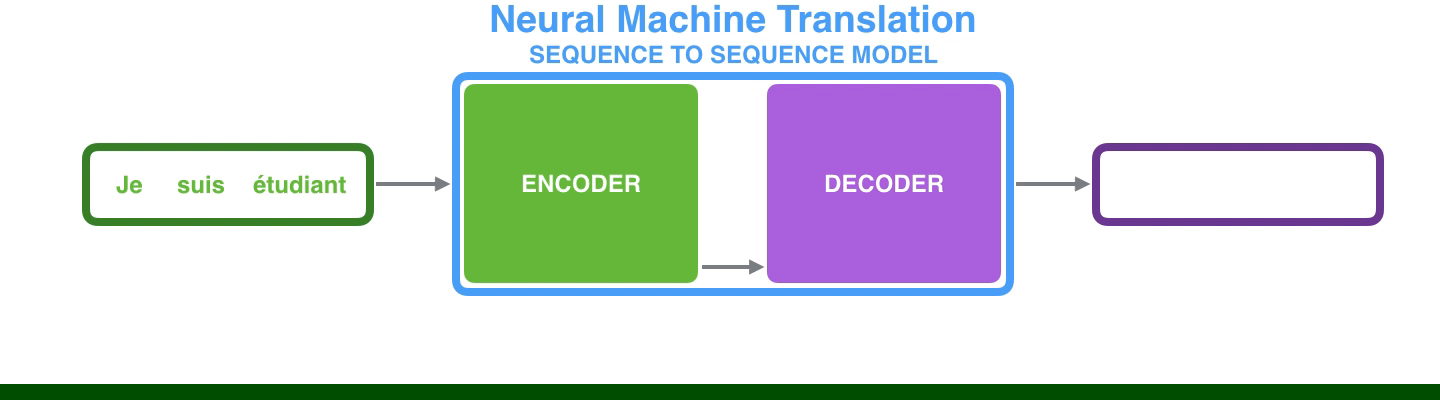 Neural Machine Translation
SEQUENCE TO SEQUENCE MODEL
Je suis étudiant
ENCODER
DECODER